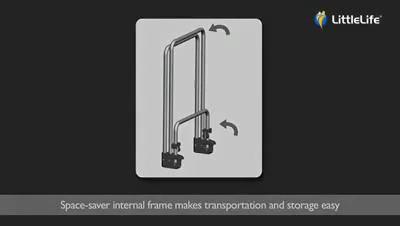 LittleLife
Space-saver internal frame makes transportation and storage easy